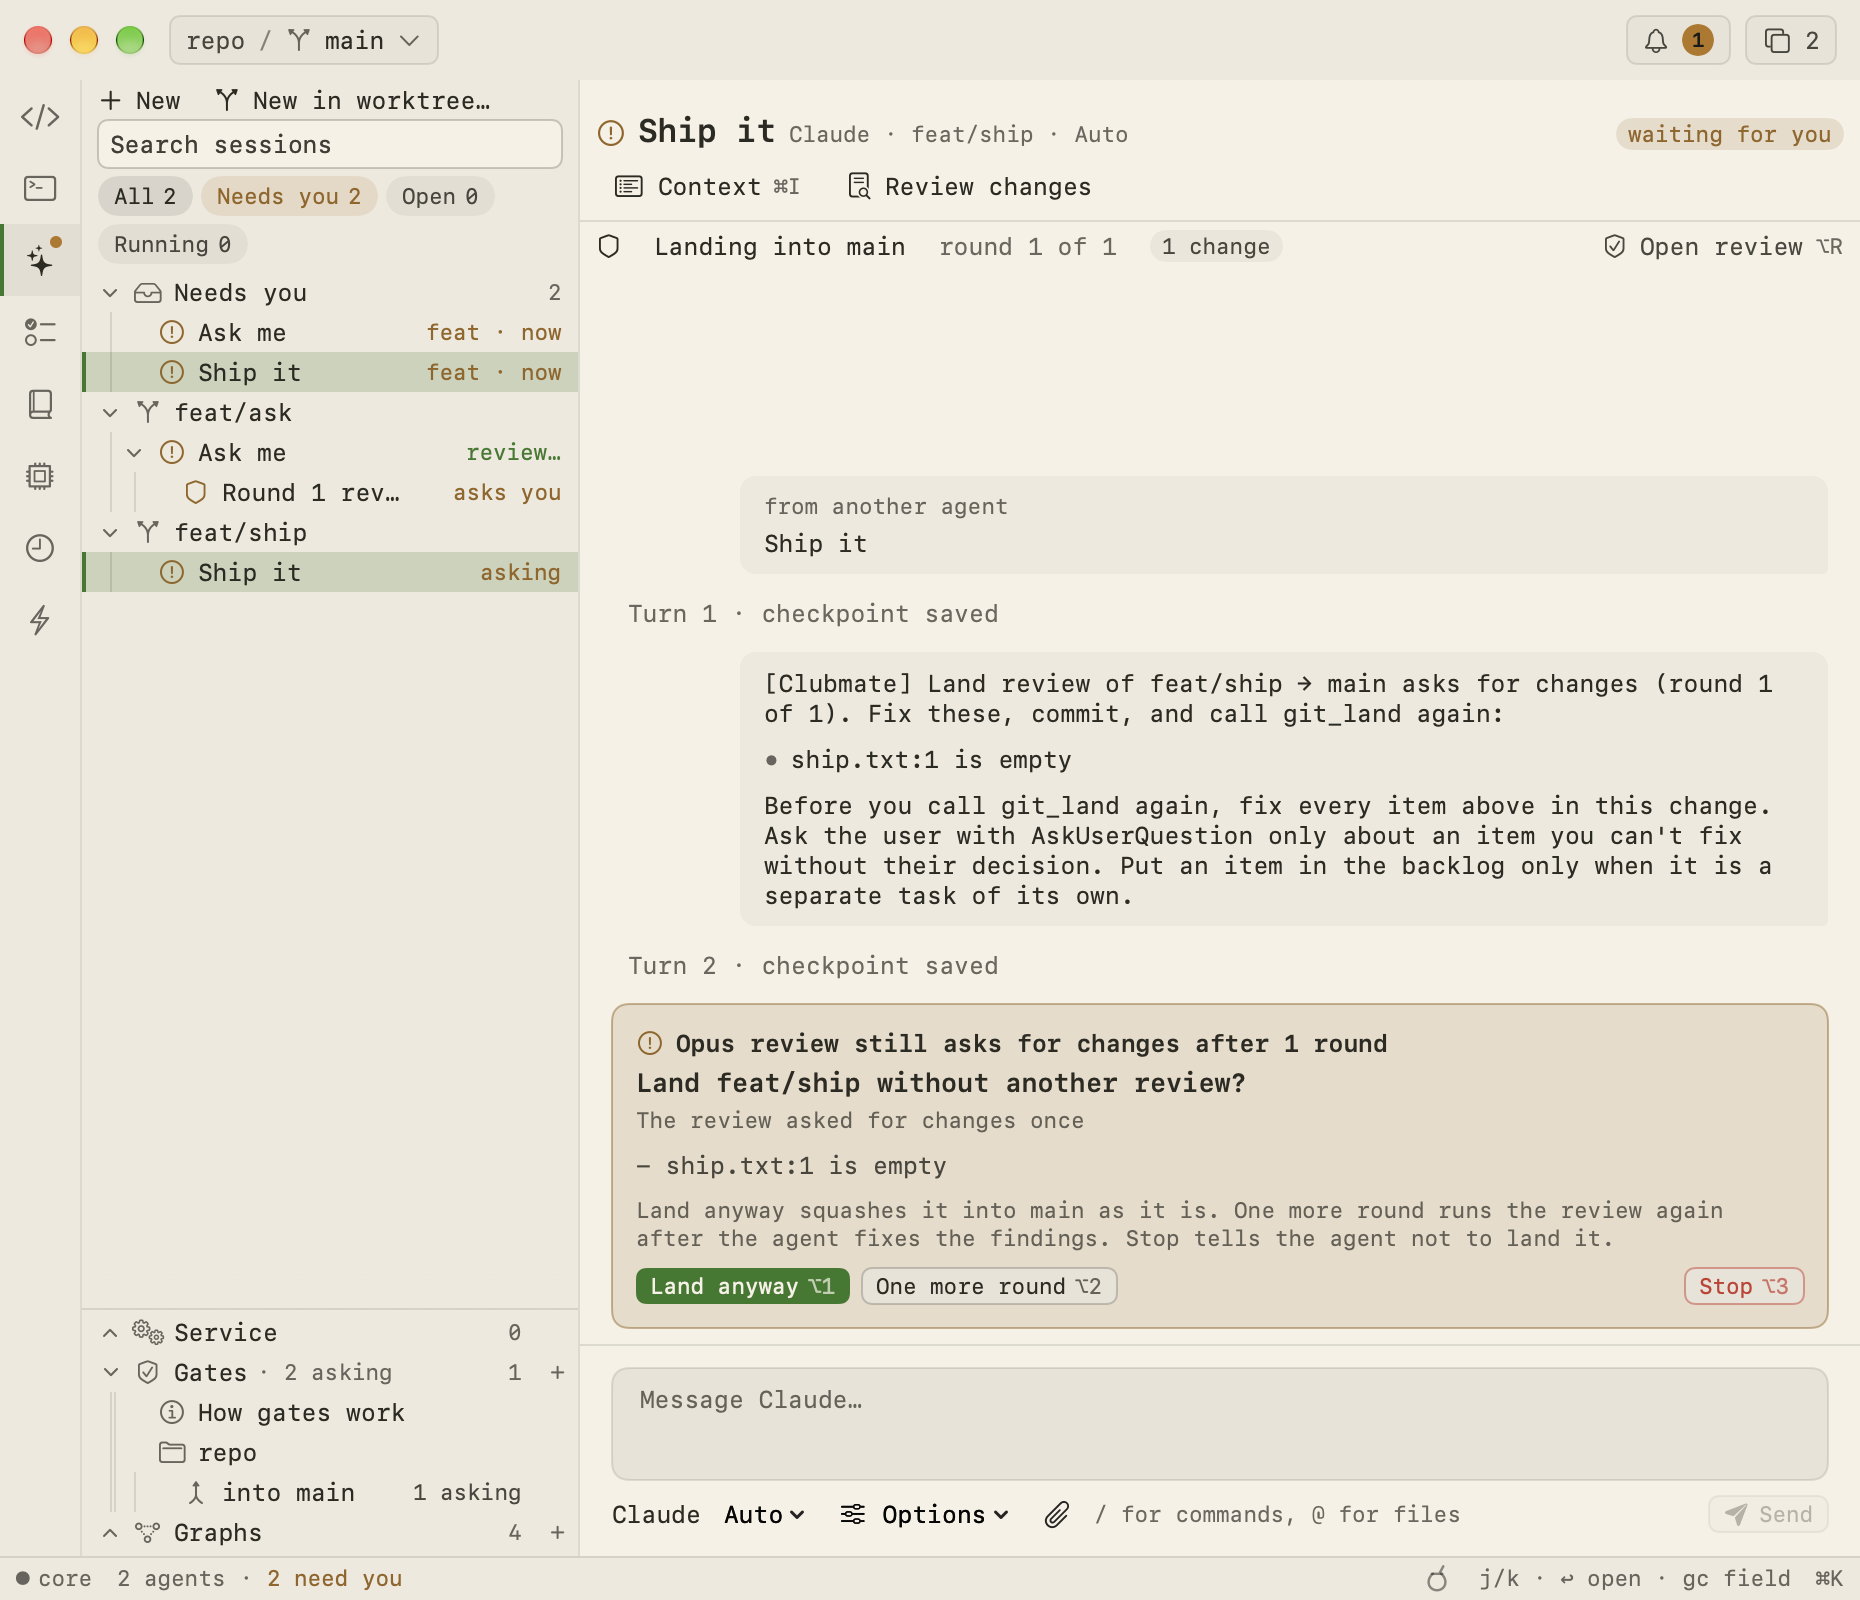 repo / main
1
2
New New in worktree…
Search sessions
All 2 Needs you 2 Open 0
Running 0
Needs you 2
Ask me feat · now
Ship it feat · now
feat/ask
Ask me review…
Round 1 rev… asks you
feat/ship
Ship it asking
Service 0
Gates · 2 asking 1 +
How gates work
repo
into main 1 asking
Graphs 4 +
Ship it Claude · feat/ship · Auto waiting for you
Context ⌘I Review changes
Landing into main round 1 of 1 1 change Open review ⌥R
from another agent
Ship it
Turn 1 · checkpoint saved
[Clubmate] Land review of feat/ship → main asks for changes (round 1
of 1). Fix these, commit, and call git_land again:
• ship.txt:1 is empty
Before you call git_land again, fix every item above in this change.
Ask the user with AskUserQuestion only about an item you can't fix
without their decision. Put an item in the backlog only when it is a
separate task of its own.
Turn 2 · checkpoint saved
Opus review still asks for changes after 1 round
Land feat/ship without another review?
The review asked for changes once
– ship.txt:1 is empty
Land anyway squashes it into main as it is. One more round runs the review again
after the agent fixes the findings. Stop tells the agent not to land it.
Land anyway ⌥1 One more round ⌥2 Stop ⌥3
Message Claude…
Claude Auto Options / for commands, @ for files Send
core 2 agents · 2 need you j/k · ↩ open · gc field ⌘K